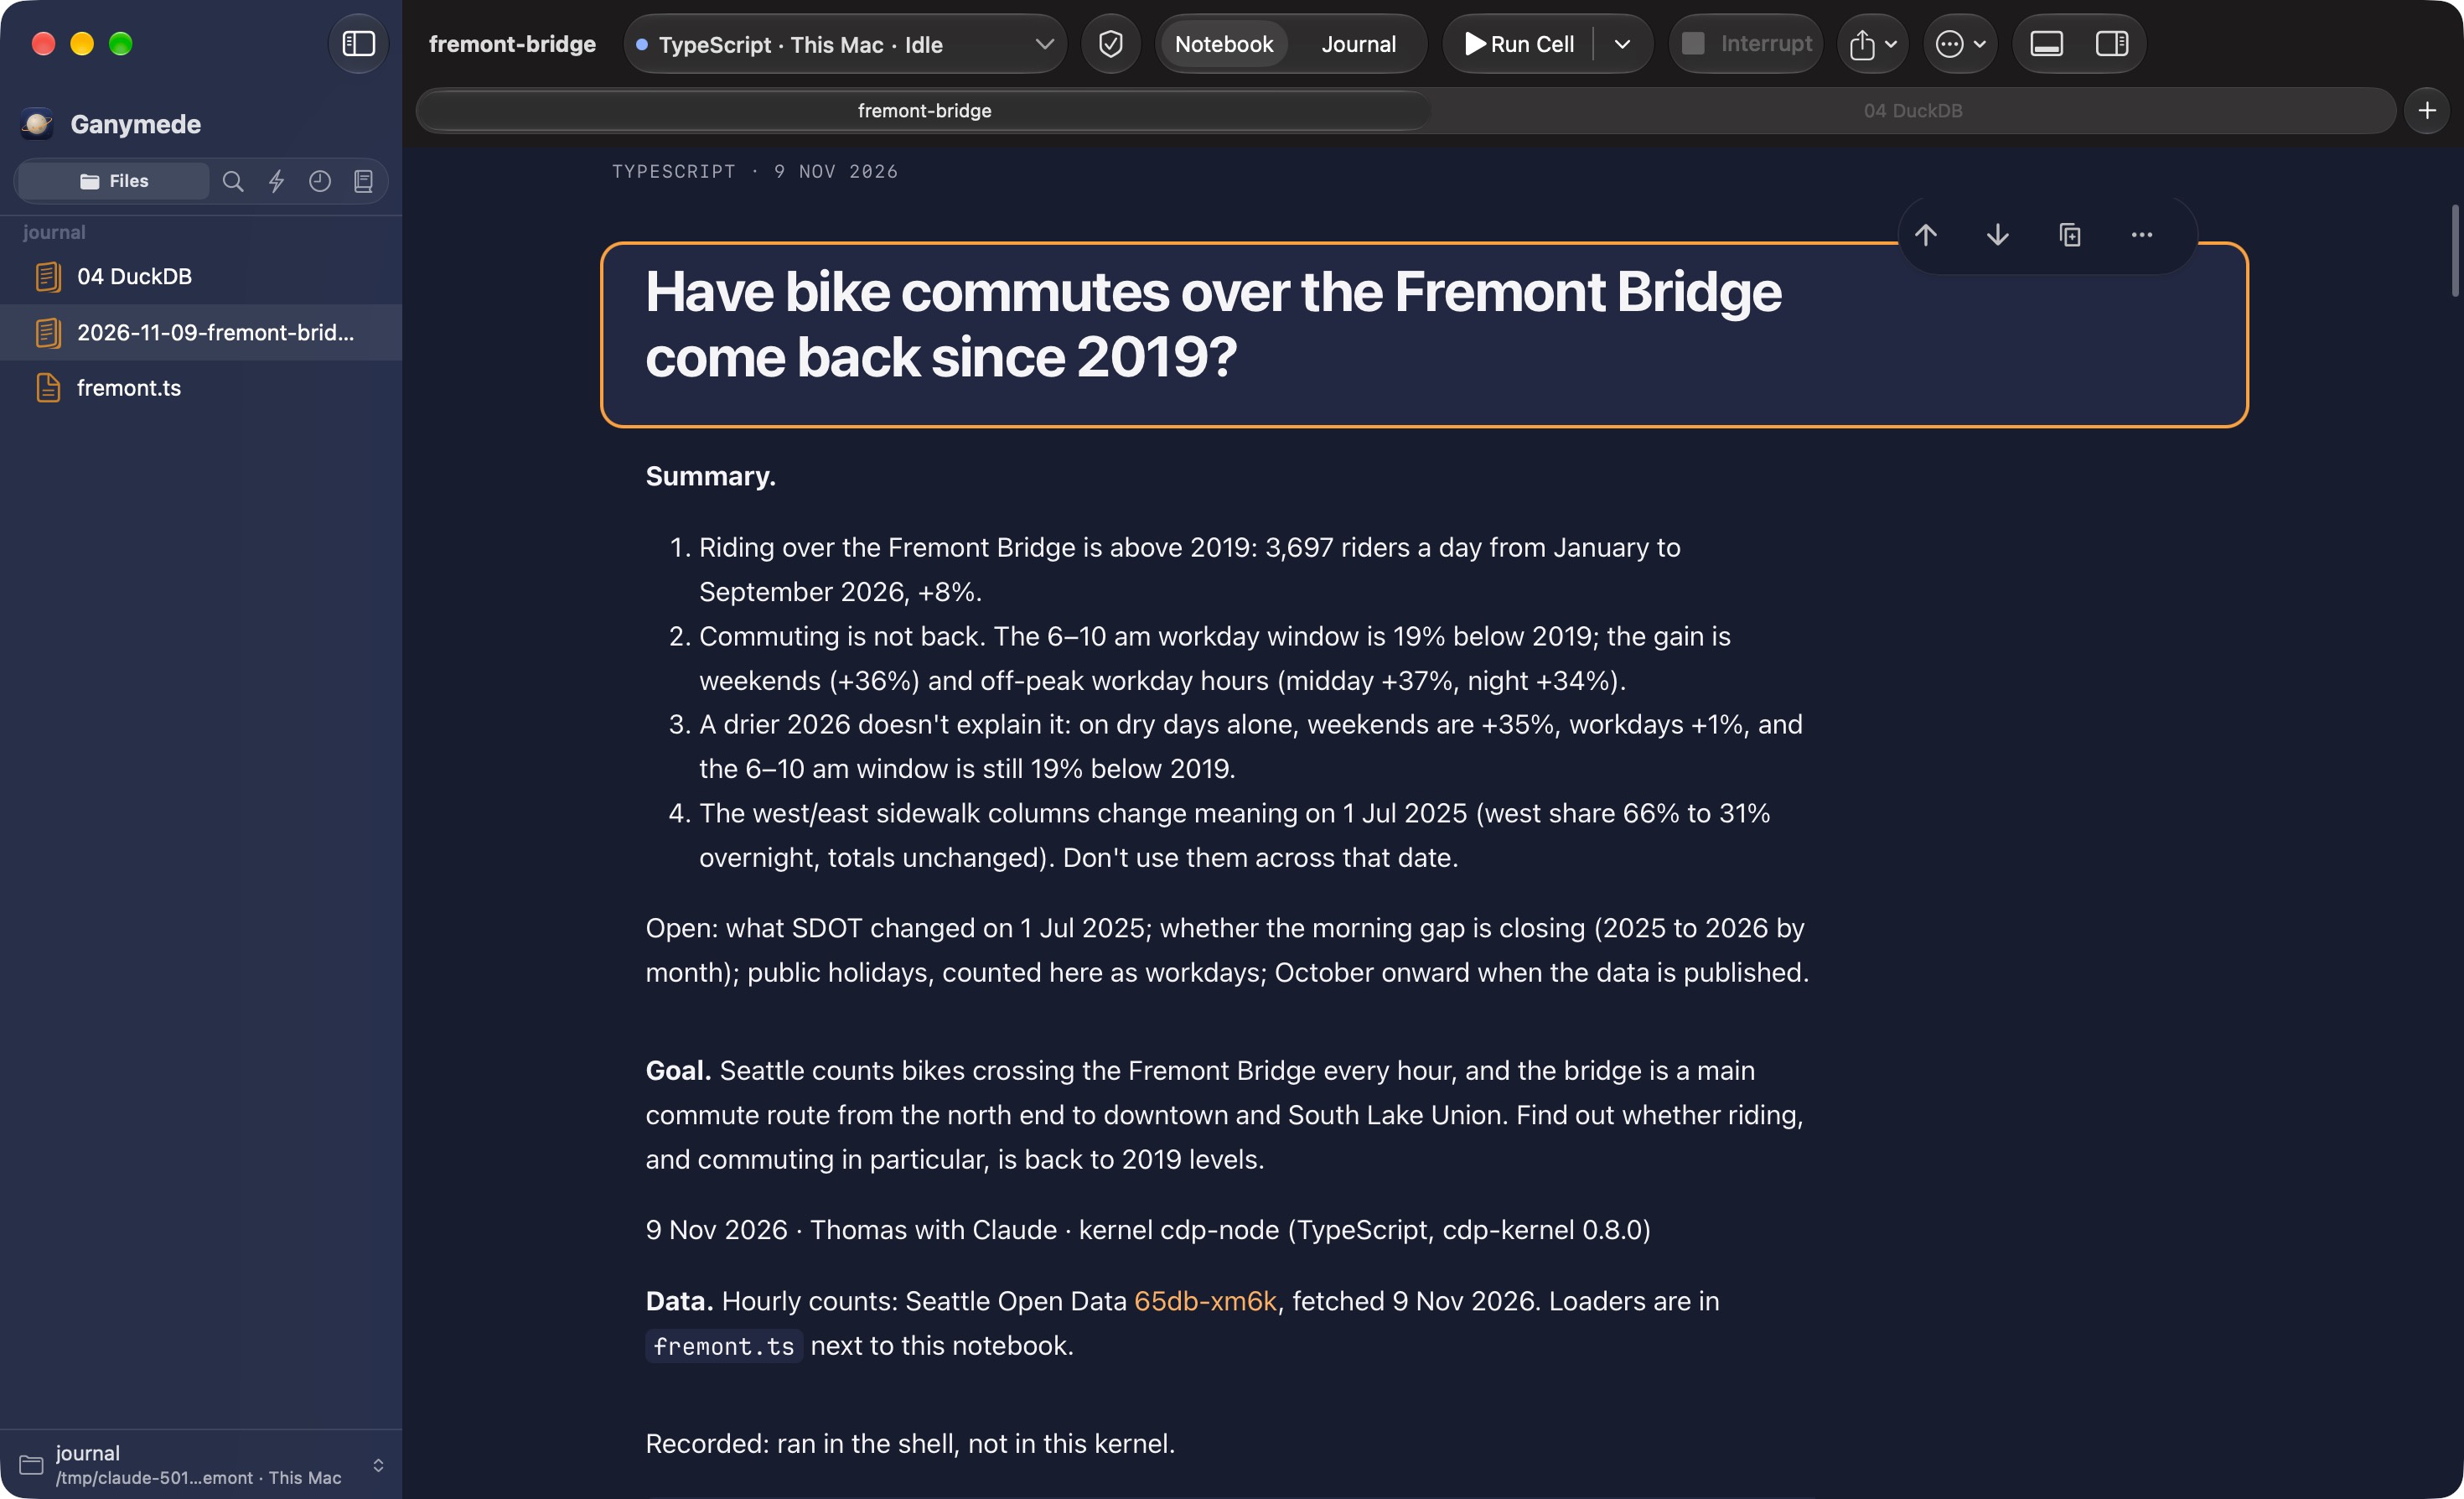 fremont-bridge
TypeScript · This Mac · Idle
Notebook
Journal
Run Cell
Interrupt
Ganymede
fremont-bridge
04 DuckDB
Files
journal
04 DuckDB
2026-11-09-fremont-brid...
fremont.ts
TYPESCRIPT · 9 NOV 2026
Have bike commutes over the Fremont Bridge
come back since 2019?
Summary.
1. Riding over the Fremont Bridge is above 2019: 3,697 riders a day from January to
September 2026, +8%.
2. Commuting is not back. The 6–10 am workday window is 19% below 2019; the gain is
weekends (+36%) and off-peak workday hours (midday +37%, night +34%).
3. A drier 2026 doesn't explain it: on dry days alone, weekends are +35%, workdays +1%, and
the 6–10 am window is still 19% below 2019.
4. The west/east sidewalk columns change meaning on 1 Jul 2025 (west share 66% to 31%
overnight, totals unchanged). Don't use them across that date.
Open: what SDOT changed on 1 Jul 2025; whether the morning gap is closing (2025 to 2026 by
month); public holidays, counted here as workdays; October onward when the data is published.
Goal. Seattle counts bikes crossing the Fremont Bridge every hour, and the bridge is a main
commute route from the north end to downtown and South Lake Union. Find out whether riding,
and commuting in particular, is back to 2019 levels.
9 Nov 2026 · Thomas with Claude · kernel cdp-node (TypeScript, cdp-kernel 0.8.0)
Data. Hourly counts: Seattle Open Data 65db-xm6k, fetched 9 Nov 2026. Loaders are in
fremont.ts next to this notebook.
Recorded: ran in the shell, not in this kernel.
journal
/tmp/claude-501...emont · This Mac